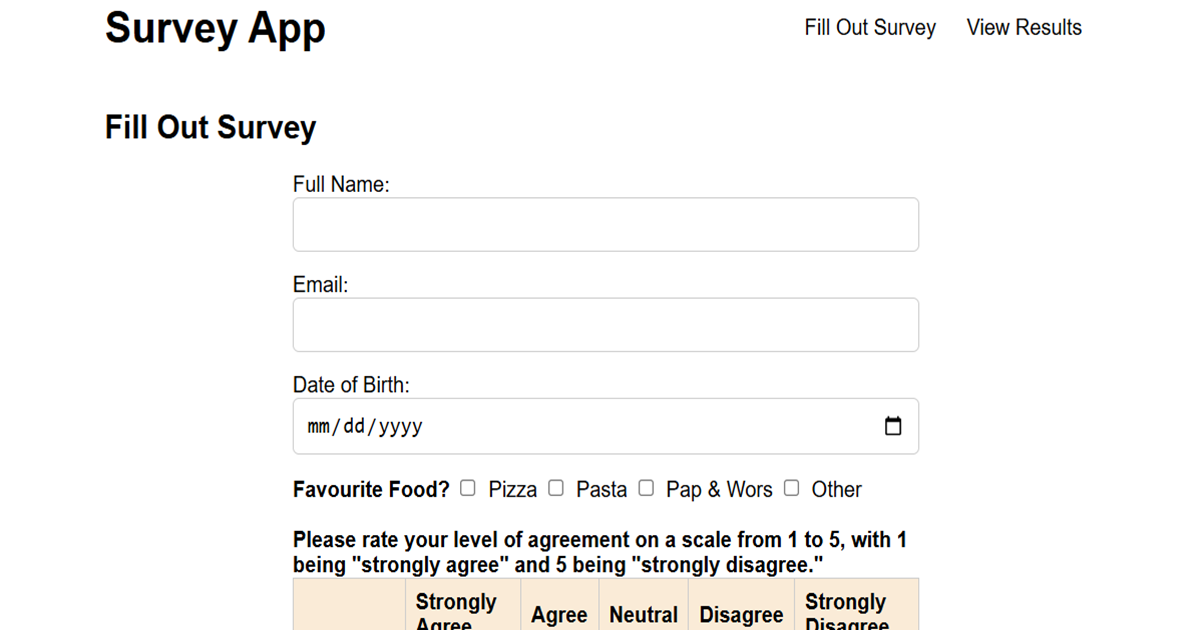 Survey App
Fill Out Survey View Results
Fill Out Survey
Full Name:
Email:
Date of Birth:
mm/dd/yyyy
Favourite Food? Pizza Pasta Pap & Wors Other
Please rate your level of agreement on a scale from 1 to 5, with 1
being "strongly agree" and 5 being "strongly disagree."
Strongly
Agree
Agree
Neutral
Disagree
Strongly
Disagree